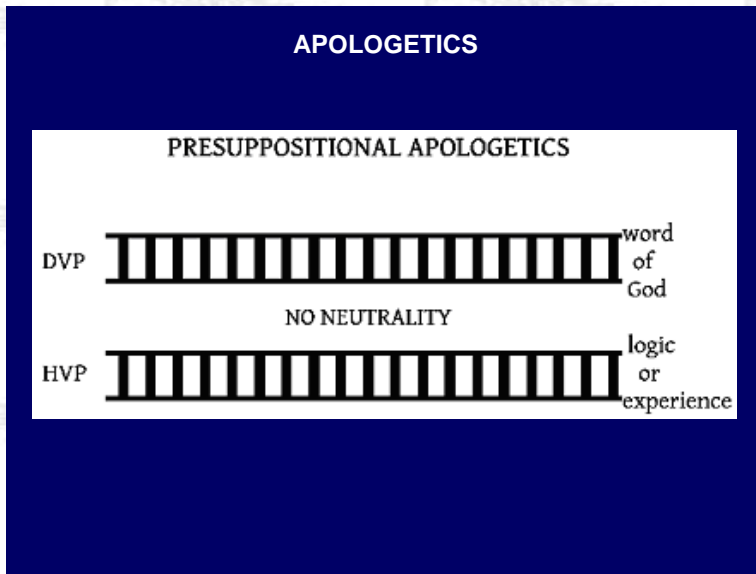 APOLOGETICS
PRESUPPOSITIONAL APOLOGETICS
DVP
word
of
God
NO NEUTRALITY
HVP
logic
or
experience